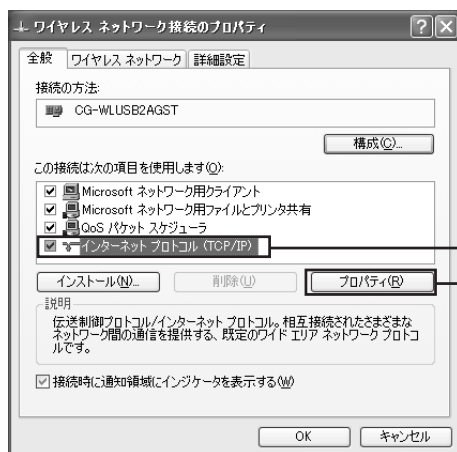 ワイヤレス ネットワーク接続のプロパティ
全般 ワイヤレス ネットワーク 詳細設定
接続の方法:
CG-WLUSB2AGST
構成(C)...
この接続は次の項目を使用します(O):
Microsoft ネットワーク用クライアント
Microsoft ネットワーク用ファイルとプリンタ共有
QoS パケット スケジューラ
インターネット プロトコル (TCP/IP)
インストール(N)... 削除(U) プロパティ(R)
説明
伝送制御プロトコル/インターネット プロトコル。相互接続されたさまざまな
ネットワーク間の通信を提供する、既定のワイド エリア ネットワーク プロトコ
ルです。
接続時に通知領域にインジケータを表示する(W)
OK キャンセル